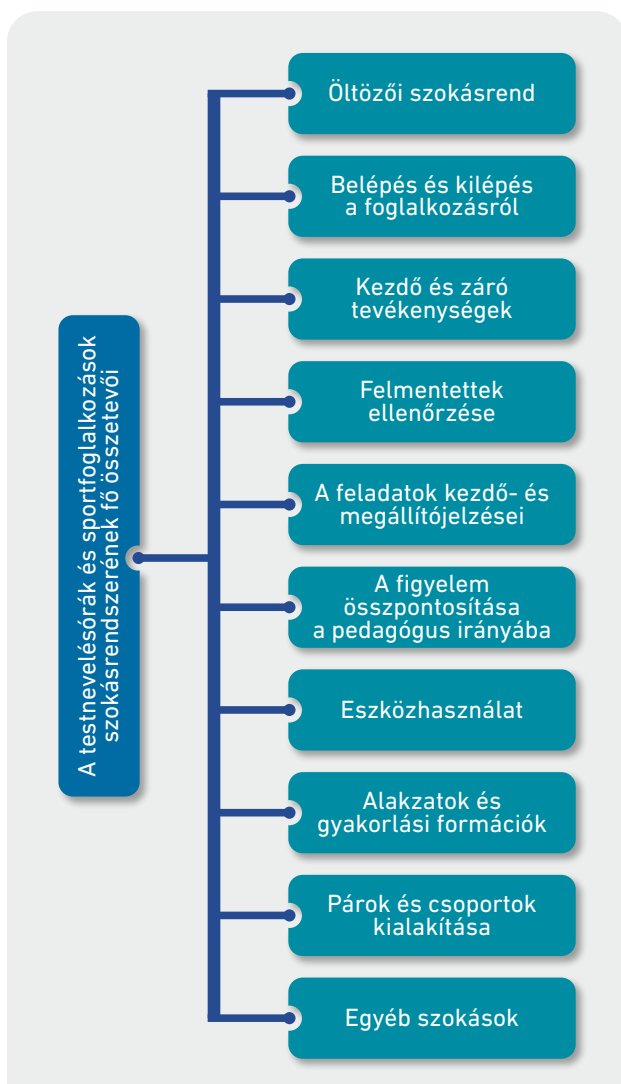 A testnevelésórák és sportfoglalkozások
szokásrendszerének fő összetevői
Öltözői szokásrend
Belépés és kilépés
a foglalkozásról
Kezdő és záró
tevékenységek
Felmentettek
ellenőrzése
A feladatok kezdő- és
megállítójelzései
A figyelem
összpontosítása
a pedagógus irányába
Eszközhasználat
Alakzatok és
gyakorlási formációk
Párok és csoportok
kialakítása
Egyéb szokások